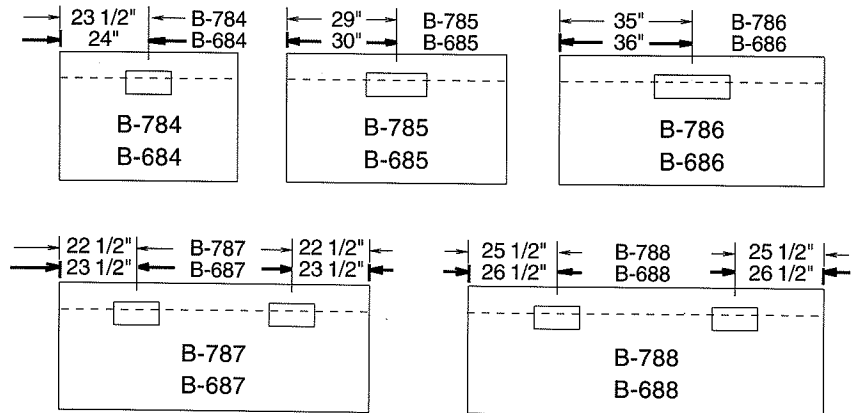 23 1/2" B-784
24" B-684
29" B-785
30" B-685
35" B-786
36" B-686
B-784
B-684
B-785
B-685
B-786
B-686
22 1/2" B-787 22 1/2"
23 1/2" B-687 23 1/2"
25 1/2" B-788 25 1/2"
26 1/2" B-688 26 1/2"
B-787
B-687
B-788
B-688